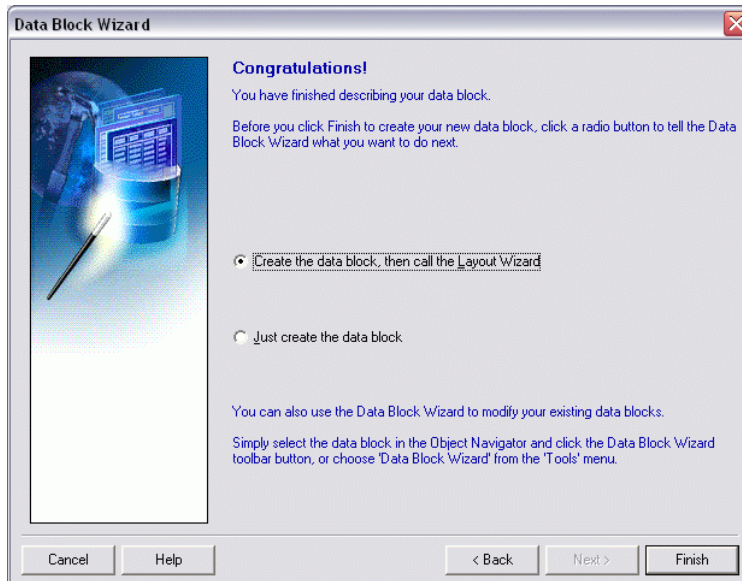 Data Block Wizard
Congratulations!
You have finished describing your data block.
Before you click Finish to create your new data block, click a radio button to tell the Data
Block Wizard what you want to do next.
Create the data block, then call the Layout Wizard
Just create the data block
You can also use the Data Block Wizard to modify your existing data blocks.
Simply select the data block in the Object Navigator and click the Data Block Wizard
toolbar button, or choose 'Data Block Wizard' from the 'Tools' menu.
Cancel
Help
< Back
Next >
Finish